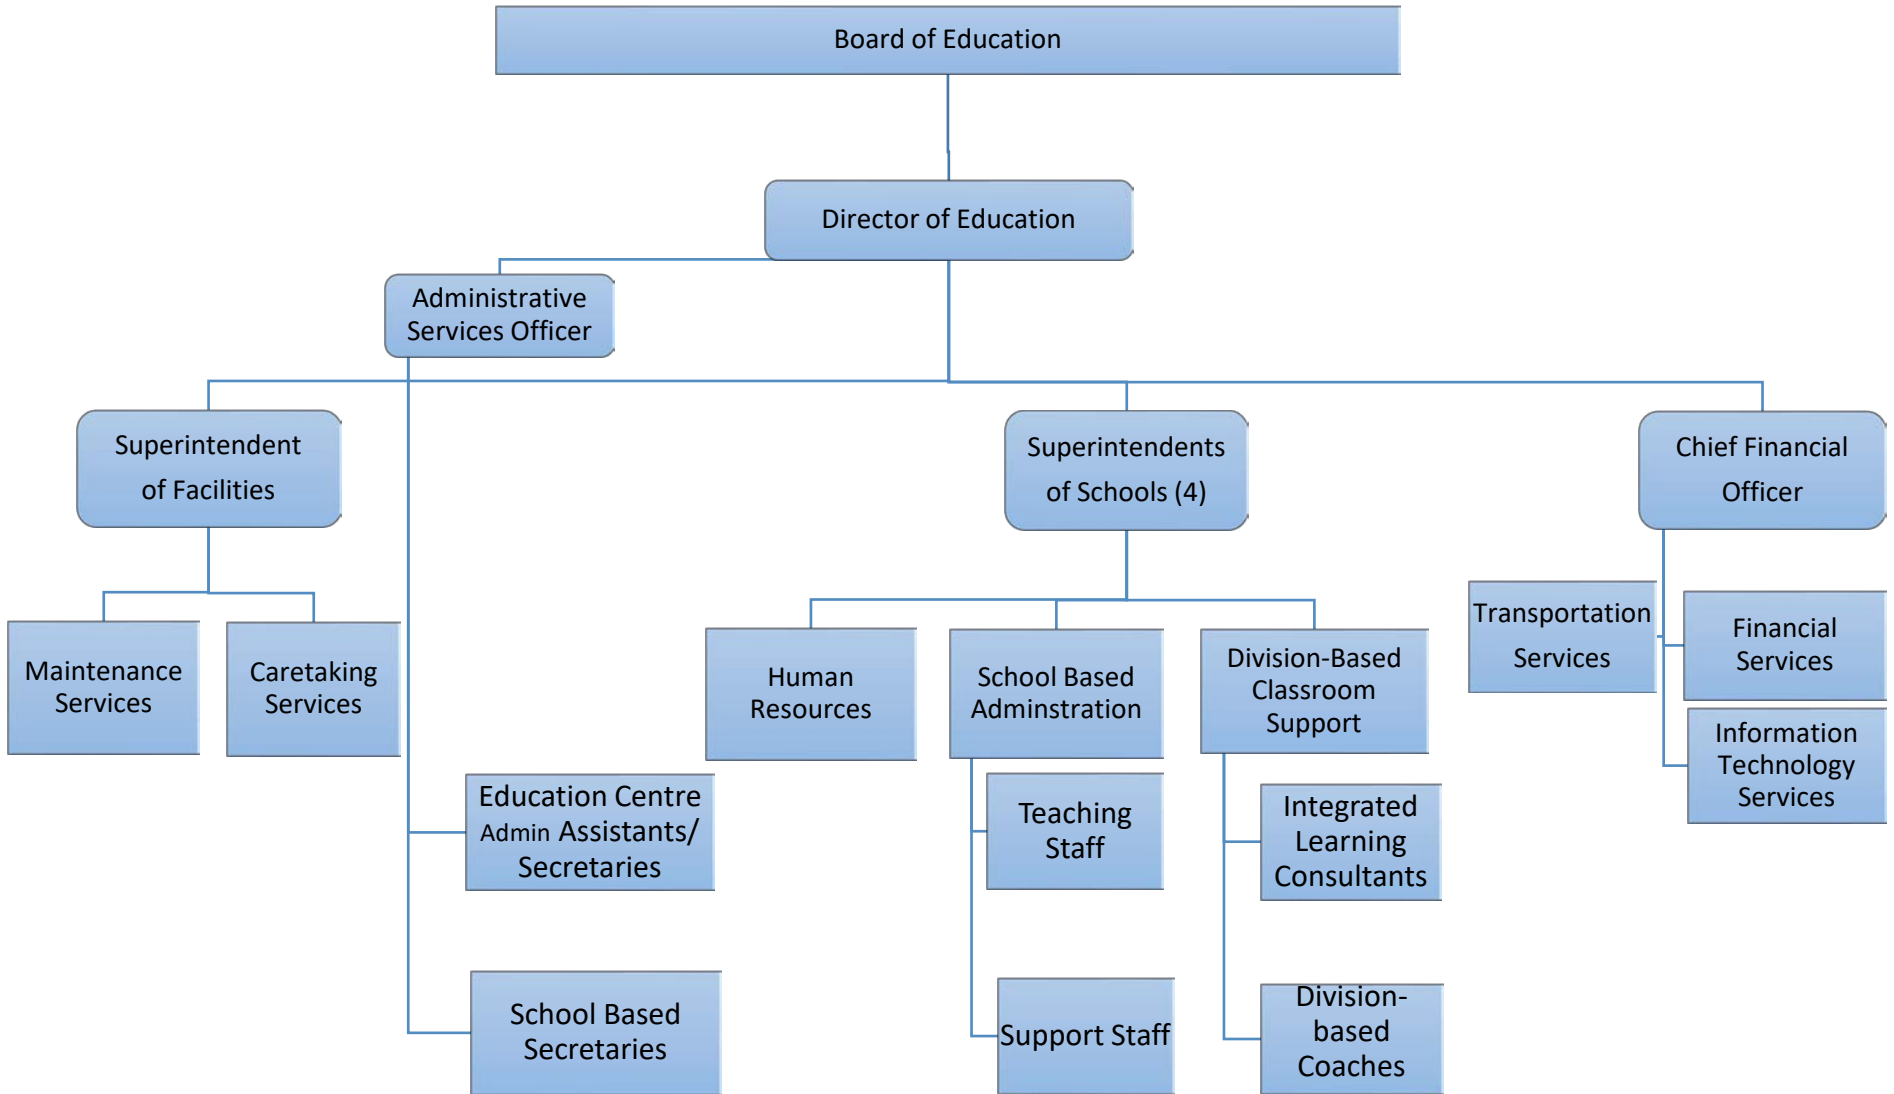 Board of Education
Director of Education
Administrative
Services Officer
Superintendent
of Facilities
Superintendents
of Schools (4)
Chief Financial
Officer
Maintenance
Services
Caretaking
Services
Human
Resources
School Based
Adminstration
Division-Based
Classroom
Support
Transportation
Services
Financial
Services
Information
Technology
Services
Education Centre
Admin Assistants/
Secretaries
Teaching
Staff
Integrated
Learning
Consultants
School Based
Secretaries
Support Staff
Division-
based
Coaches